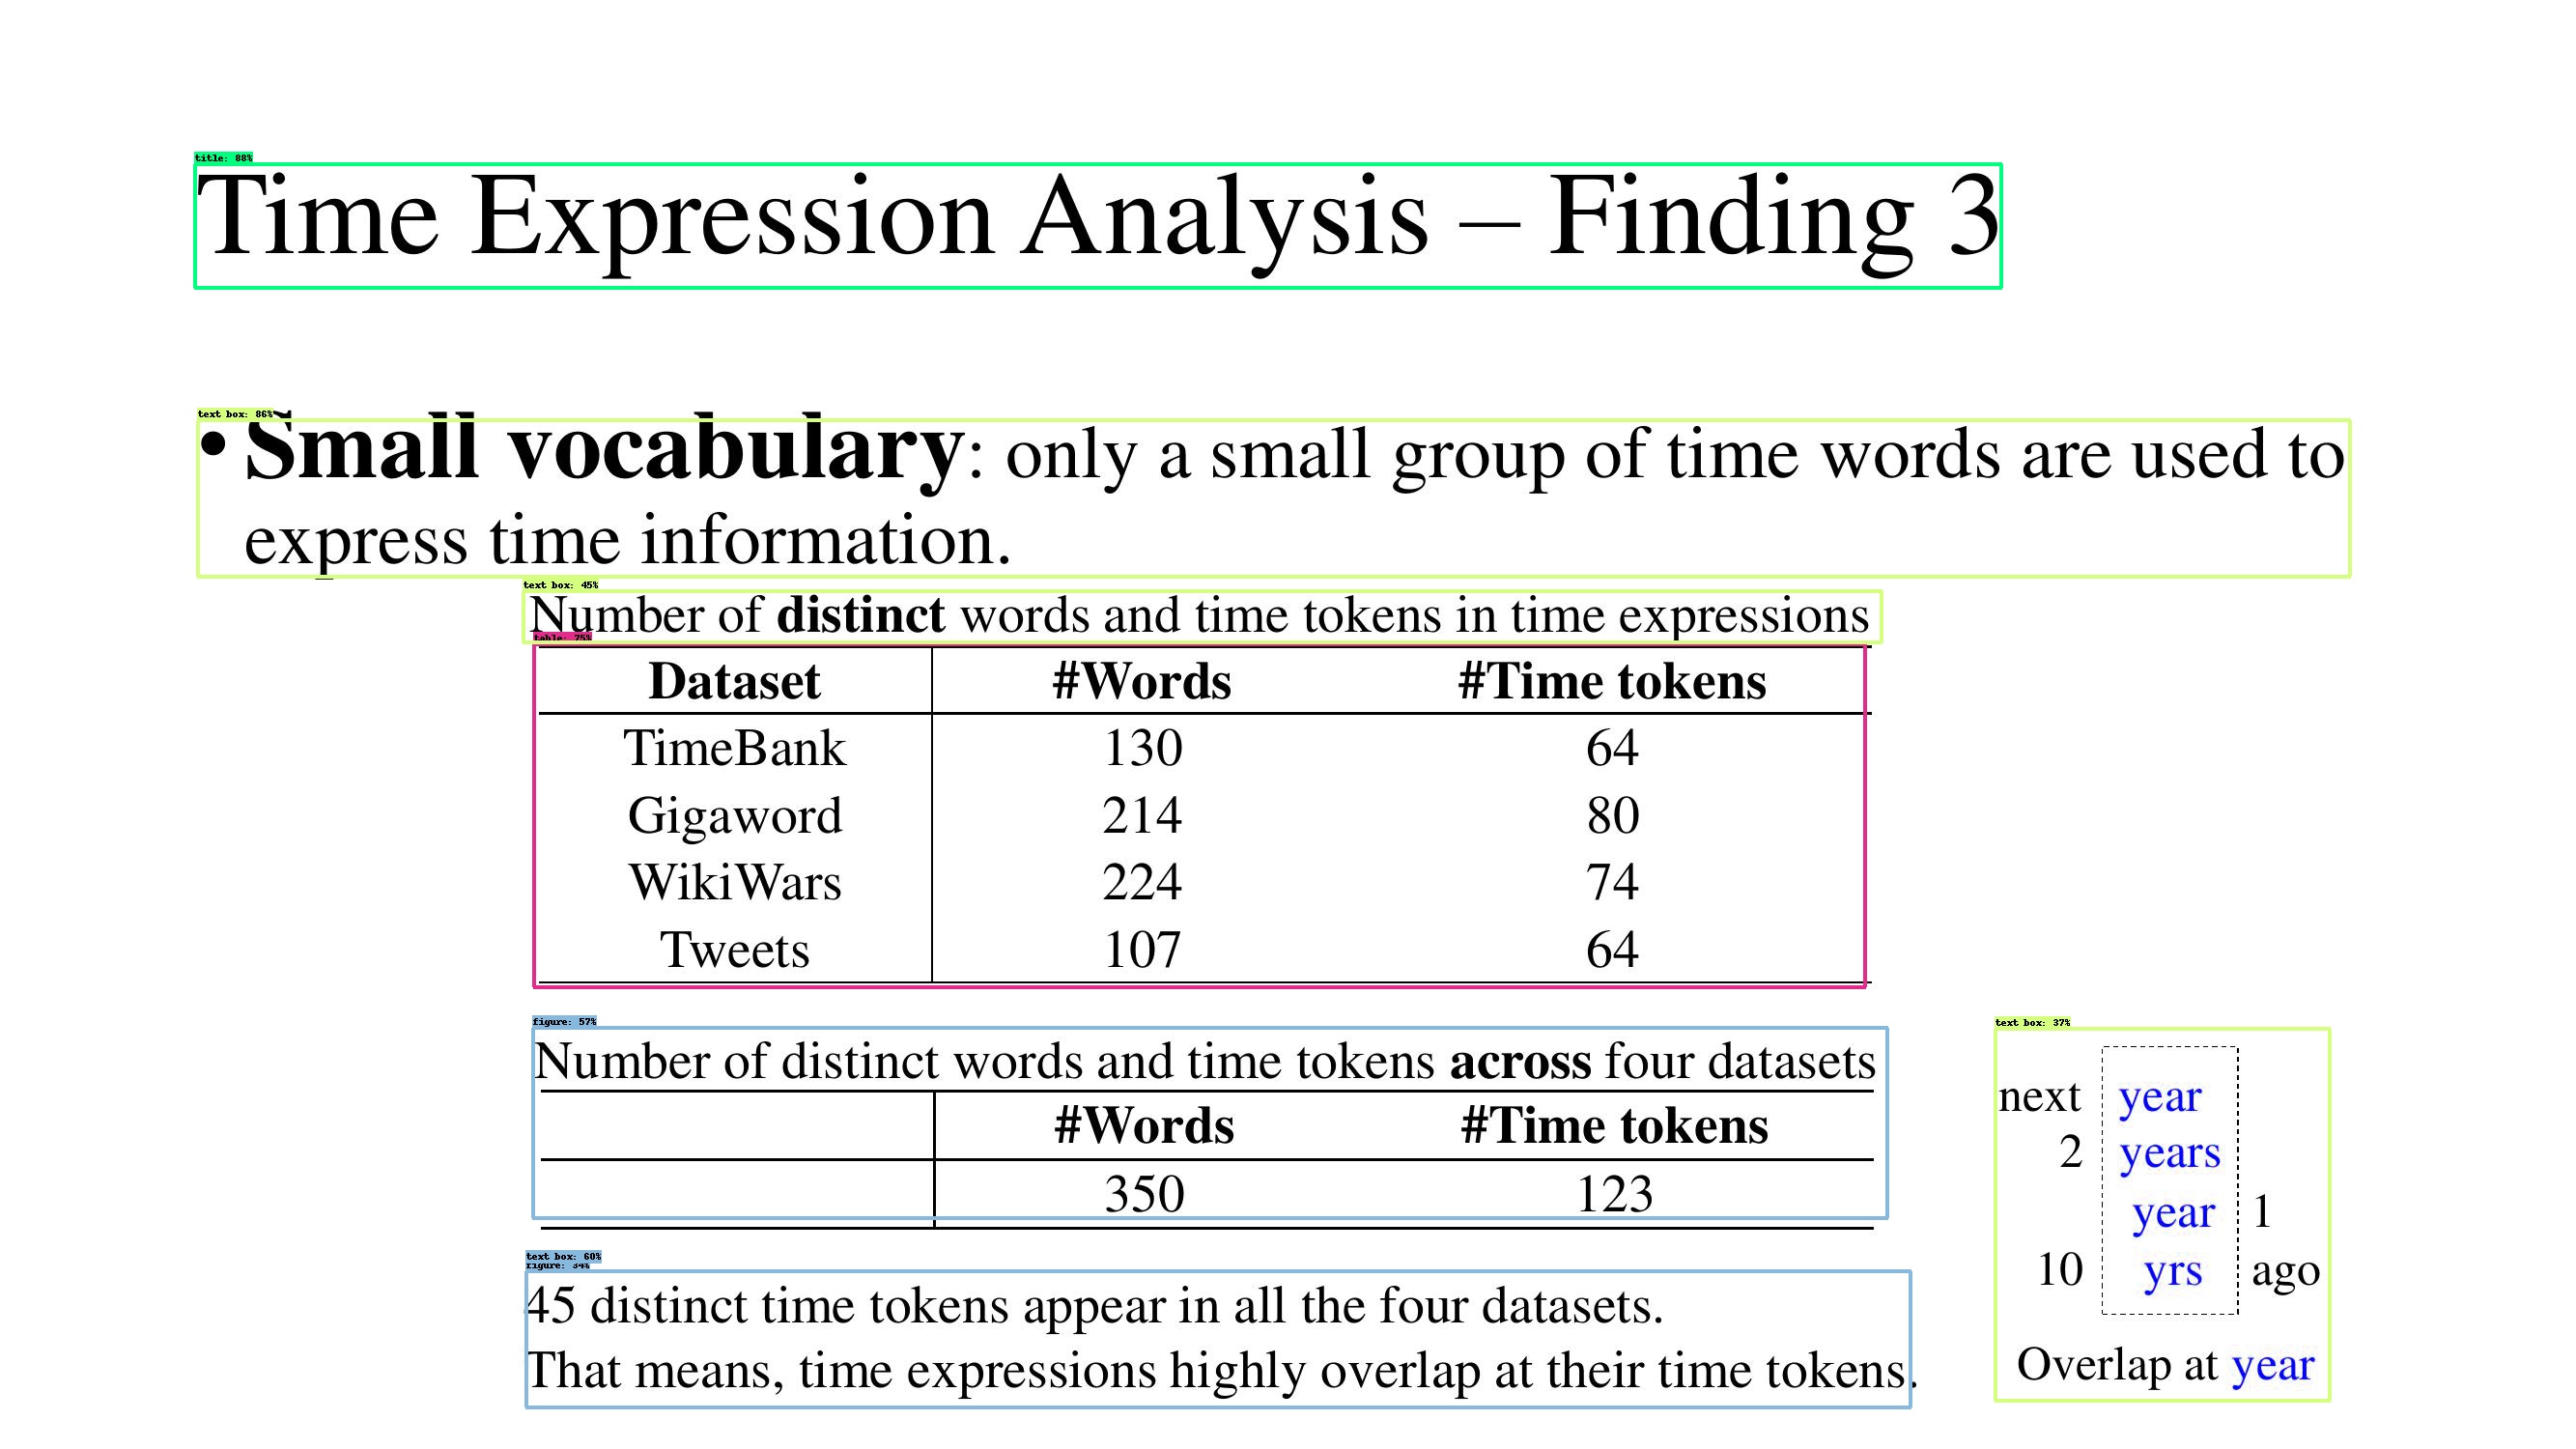 title: 88%
Time Expression Analysis – Finding 3
text box: 86%
• Small vocabulary: only a small group of time words are used to
express time information.
text box: 45%
Number of distinct words and time tokens in time expressions
table: 75%
Dataset #Words #Time tokens
TimeBank 130 64
Gigaword 214 80
WikiWars 224 74
Tweets 107 64
figure: 57%
Number of distinct words and time tokens across four datasets
#Words #Time tokens
350 123
text box: 60%
figure: 34%
45 distinct time tokens appear in all the four datasets.
That means, time expressions highly overlap at their time tokens.
text box: 37%
next year
2 years
year 1
10 yrs ago
Overlap at year